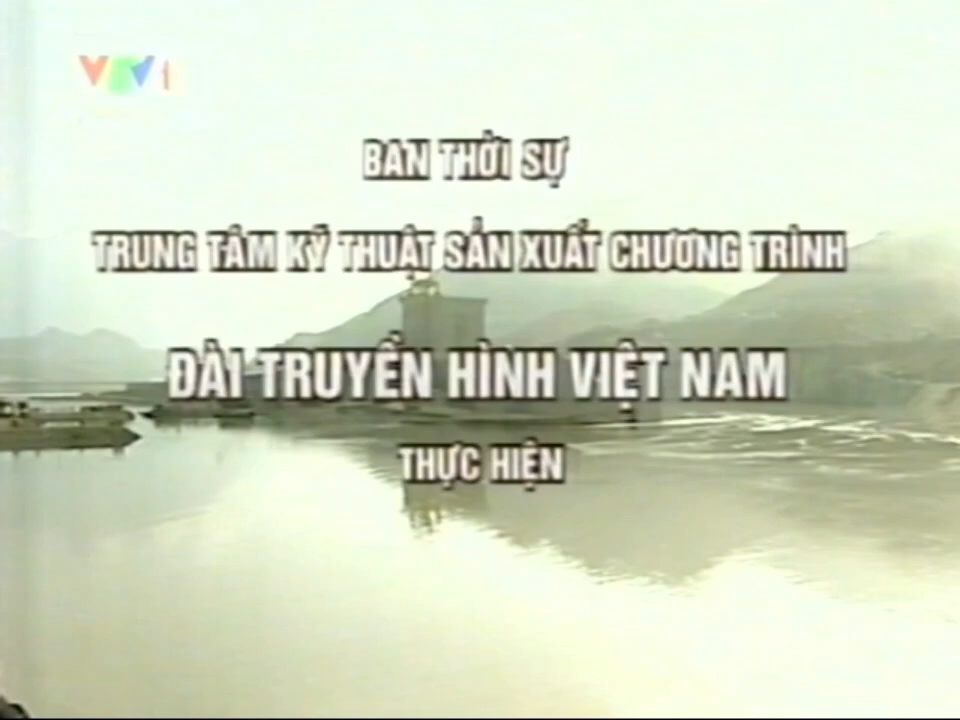 VTV1
BAN THỜI SỰ
TRUNG TÂM KỸ THUẬT SẢN XUẤT CHƯƠNG TRÌNH
ĐÀI TRUYỀN HÌNH VIỆT NAM
THỰC HIỆN